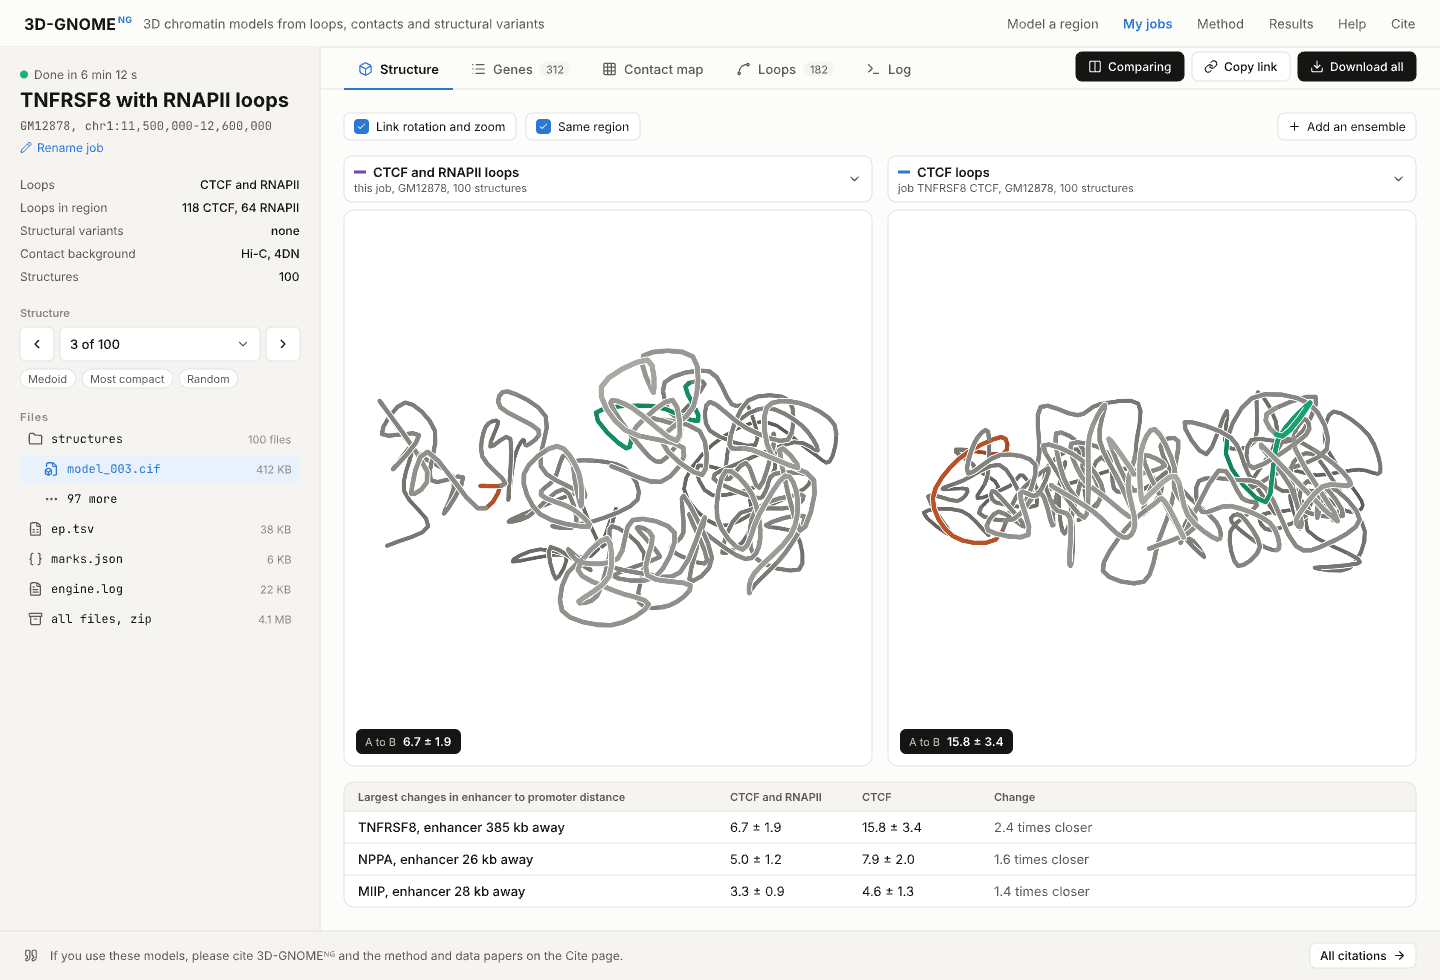 3D-GNOME NG 3D chromatin models from loops, contacts and structural variants
Model a region My jobs Method Results Help Cite
Done in 6 min 12 s
TNFRSF8 with RNAPII loops
GM12878, chr1:11,500,000-12,600,000
Rename job
Loops CTCF and RNAPII
Loops in region 118 CTCF, 64 RNAPII
Structural variants none
Contact background Hi-C, 4DN
Structures 100
Structure
3 of 100
Medoid Most compact Random
Files
structures 100 files
model_003.cif 412 KB
97 more
ep.tsv 38 KB
marks.json 6 KB
engine.log 22 KB
all files, zip 4.1 MB
Structure Genes 312 Contact map Loops 182 Log
Comparing Copy link Download all
Link rotation and zoom Same region
Add an ensemble
CTCF and RNAPII loops
this job, GM12878, 100 structures
CTCF loops
job TNFRSF8 CTCF, GM12878, 100 structures
A to B 6.7 ± 1.9
A to B 15.8 ± 3.4
Largest changes in enhancer to promoter distance CTCF and RNAPII CTCF Change
TNFRSF8, enhancer 385 kb away 6.7 ± 1.9 15.8 ± 3.4 2.4 times closer
NPPA, enhancer 26 kb away 5.0 ± 1.2 7.9 ± 2.0 1.6 times closer
MIIP, enhancer 28 kb away 3.3 ± 0.9 4.6 ± 1.3 1.4 times closer
If you use these models, please cite 3D-GNOMEᴺᴳ and the method and data papers on the Cite page.
All citations